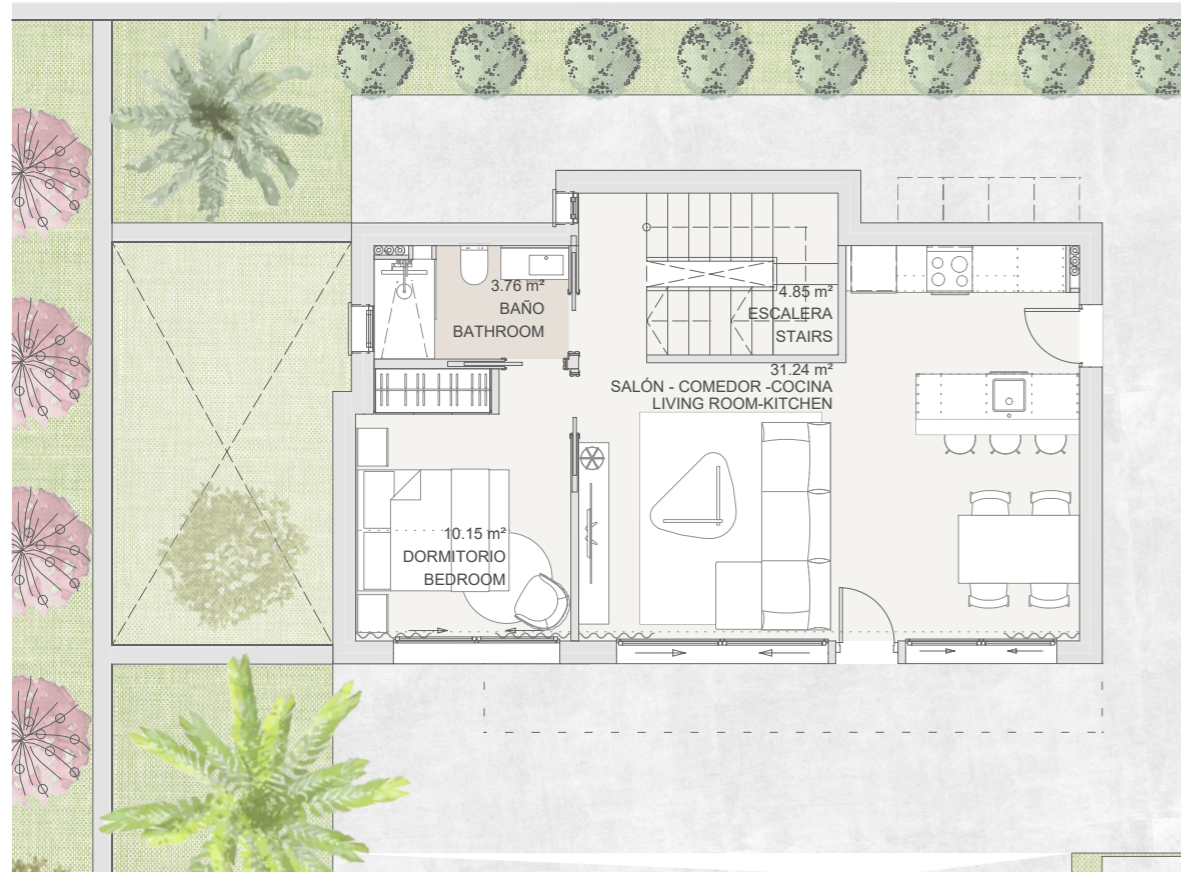 3.76 m²
BAÑO
BATHROOM
4.85 m²
ESCALERA
STAIRS
31.24 m²
SALÓN - COMEDOR -COCINA
LIVING ROOM-KITCHEN
10.15 m²
DORMITORIO
BEDROOM